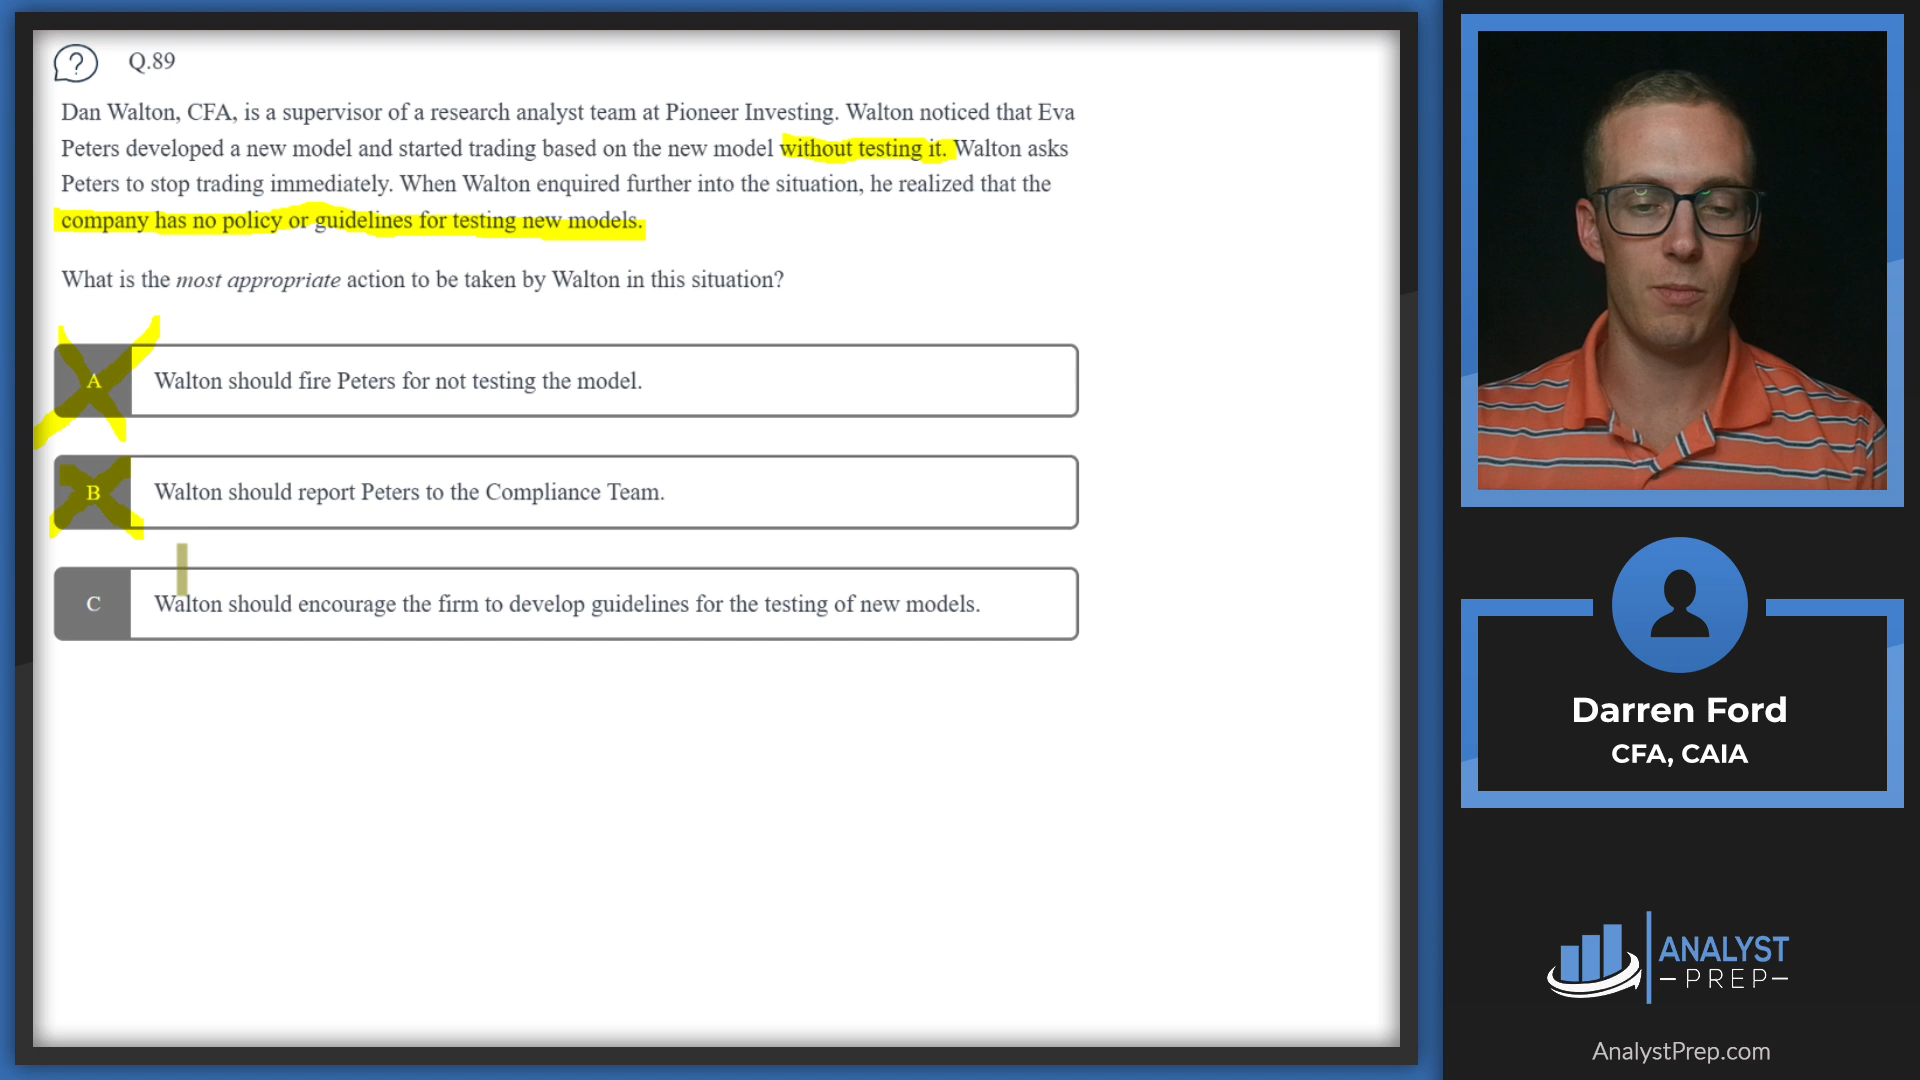 ?
Q.89
Dan Walton, CFA, is a supervisor of a research analyst team at Pioneer Investing. Walton noticed that Eva
Peters developed a new model and started trading based on the new model without testing it. Walton asks
Peters to stop trading immediately. When Walton enquired further into the situation, he realized that the
company has no policy or guidelines for testing new models.
What is the most appropriate action to be taken by Walton in this situation?
A
Walton should fire Peters for not testing the model.
B
Walton should report Peters to the Compliance Team.
C
Walton should encourage the firm to develop guidelines for the testing of new models.
Darren Ford
CFA, CAIA
ANALYST
PREP
AnalystPrep.com